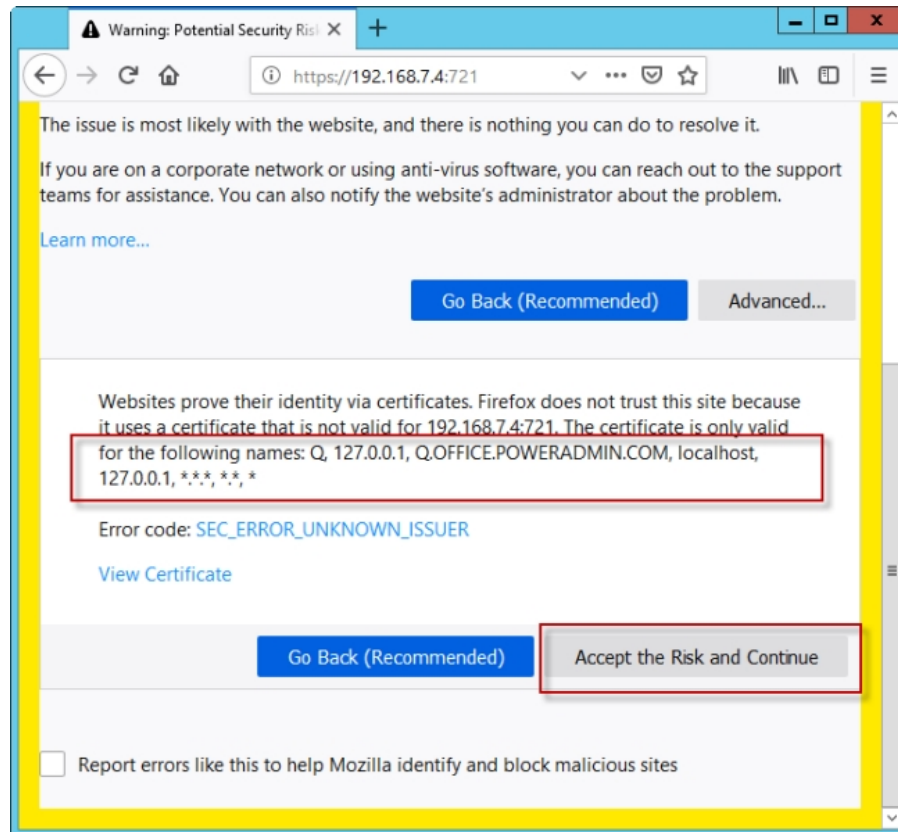 Warning: Potential Security Ris
https://192.168.7.4:721
The issue is most likely with the website, and there is nothing you can do to resolve it.
If you are on a corporate network or using anti-virus software, you can reach out to the support
teams for assistance. You can also notify the website's administrator about the problem.
Learn more...
Go Back (Recommended)
Advanced...
Websites prove their identity via certificates. Firefox does not trust this site because
it uses a certificate that is not valid for 192.168.7.4:721. The certificate is only valid
for the following names: Q, 127.0.0.1, Q.OFFICE.POWERADMIN.COM, localhost,
127.0.0.1, *.*.*, *.*, *
Error code: SEC_ERROR_UNKNOWN_ISSUER
View Certificate
Go Back (Recommended)
Accept the Risk and Continue
Report errors like this to help Mozilla identify and block malicious sites